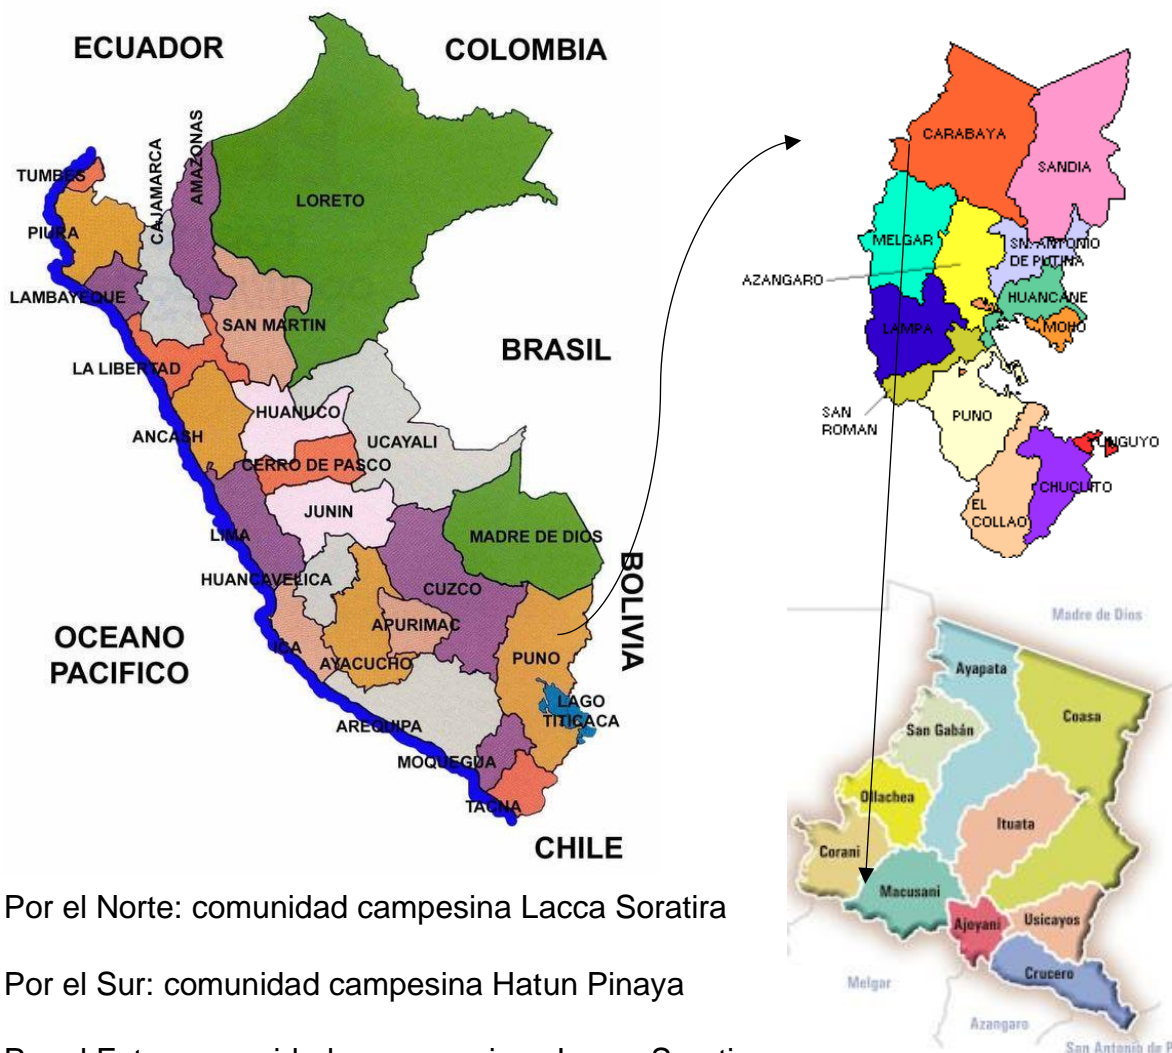 ECUADOR
COLOMBIA
TUMBES
PIURA
LAMBAYEQUE
CAJAMARCA
AMAZONAS
LORETO
SAN MARTIN
LA LIBERTAD
BRASIL
HUANUCO
ANCASH
UCAYALI
CERRO DE PASCO
JUNIN
LIMA
MADRE DE DIOS
HUANCAVELICA
CUZCO
BOLIVIA
APURIMAC
OCEANO
PACIFICO
ICA
AYACUCHO
PUNO
LAGO
TITICACA
AREQUIPA
MOQUEGUA
TACNA
CHILE
CARABAYA
SANDIA
MELGAR
SN. ANTONIO
DE PUTINA
AZANGARO
HUANCANE
LAMPA
MOHO
SAN
ROMAN
PUNO
YUNGUYO
CHUCUITO
EL
COLLAO
Madre de Dios
Ayapata
Coasa
San Gabán
Ollachea
Ituata
Corani
Macusani
Ajoyani
Usicayos
Crucero
Melgar
Azangaro
San Antonio de
Por el Norte: comunidad campesina Lacca Soratira
Por el Sur: comunidad campesina Hatun Pinaya